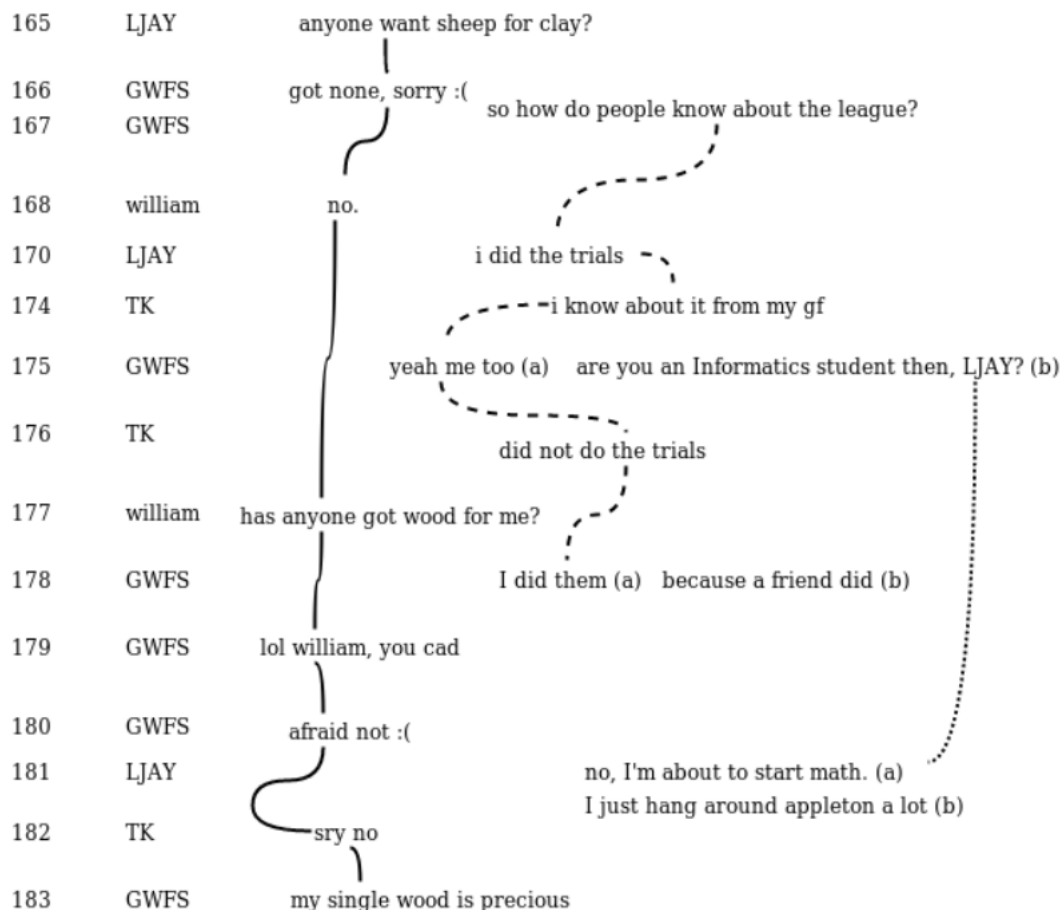 165 LJAY anyone want sheep for clay?
166 GWFS got none, sorry :(
167 GWFS so how do people know about the league?
168 william no.
170 LJAY i did the trials
174 TK i know about it from my gf
175 GWFS yeah me too (a) are you an Informatics student then, LJAY? (b)
176 TK did not do the trials
177 william has anyone got wood for me?
178 GWFS I did them (a) because a friend did (b)
179 GWFS lol william, you cad
180 GWFS afraid not :(
181 LJAY no, I'm about to start math. (a)
I just hang around appleton a lot (b)
182 TK sry no
183 GWFS my single wood is precious